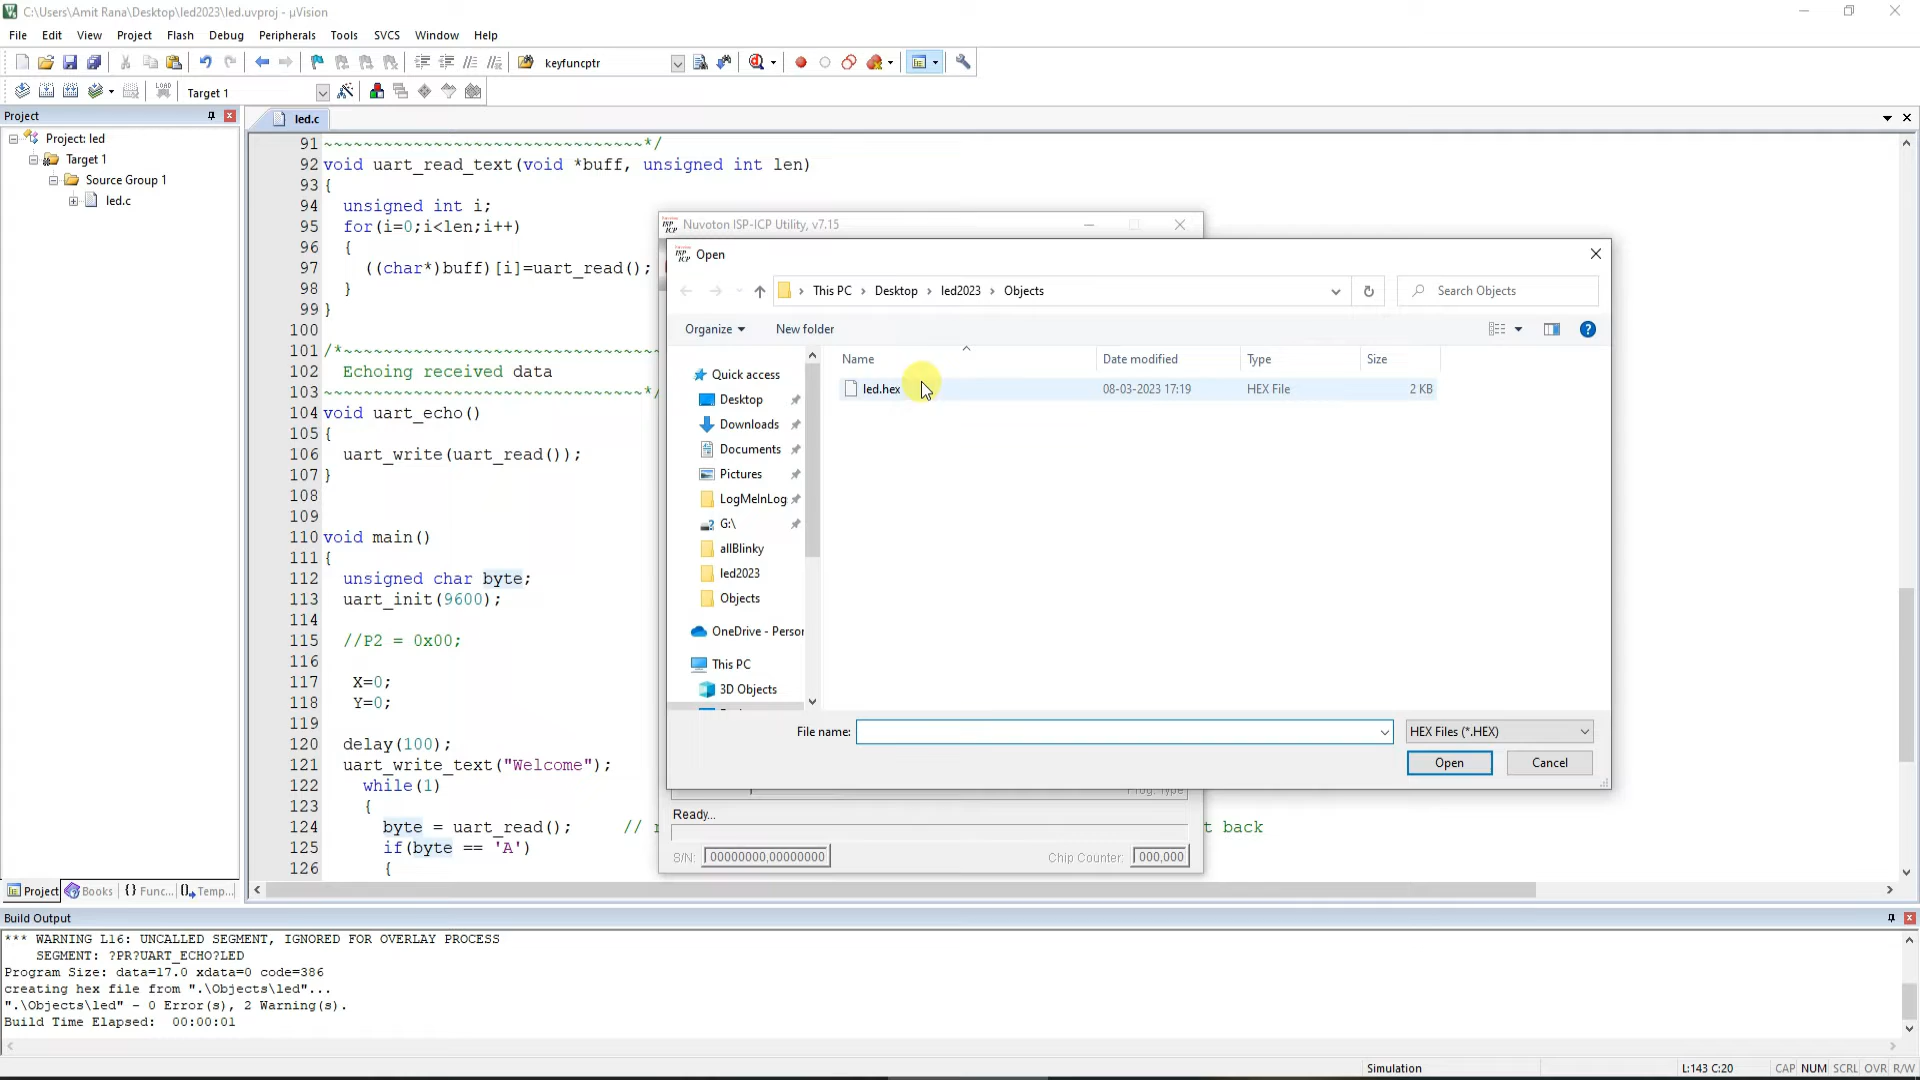 C:\Users\Amit Rana\Desktop\led2023\led.uvproj - µVision
File Edit View Project Flash Debug Peripherals Tools SVCS Window Help
keyfuncptr
LOAD
Target 1
Project
Project: led
Target 1
Source Group 1
led.c
led.c
91 ~~~~~~~~~~~~~~~~~~~~~~~~~~~~~~~~*/
92 void uart_read_text(void *buff, unsigned int len)
93 {
94 unsigned int i;
95 for(i=0;i<len;i++)
96 {
97 ((char*)buff)[i]=uart_read();
98 }
99 }
100
101 /*~~~~~~~~~~~~~~~~~~~~~~~~~~~~~~~~
102 Echoing received data
103 ~~~~~~~~~~~~~~~~~~~~~~~~~~~~~~~~*/
104 void uart_echo()
105 {
106 uart_write(uart_read());
107 }
108
109
110 void main()
111 {
112 unsigned char byte;
113 uart_init(9600);
114
115 //P2 = 0x00;
116
117 X=0;
118 Y=0;
119
120 delay(100);
121 uart_write_text("Welcome");
122 while(1)
123 {
124 byte = uart_read(); //
t back
125 if(byte == 'A')
126 {
Nuvoton ISP-ICP Utility, v7.15
Open
This PC > Desktop > led2023 > Objects
Search Objects
Organize
New folder
Name Date modified Type Size
led.hex 08-03-2023 17:19 HEX File 2 KB
Quick access
Desktop
Downloads
Documents
Pictures
LogMeInLog
G:\
allBlinky
led2023
Objects
OneDrive - Person
This PC
3D Objects
File name:
HEX Files (*.HEX)
Open
Cancel
Prog. Type
Ready...
S/N: 00000000,00000000
Chip Counter: 000,000
Project Books {} Func... Temp...
Build Output
*** WARNING L16: UNCALLED SEGMENT, IGNORED FOR OVERLAY PROCESS
SEGMENT: ?PR?UART_ECHO?LED
Program Size: data=17.0 xdata=0 code=386
creating hex file from ".\Objects\led"...
".\Objects\led" - 0 Error(s), 2 Warning(s).
Build Time Elapsed: 00:00:01
Simulation
L:143 C:20
CAP NUM SCRL OVR R/W